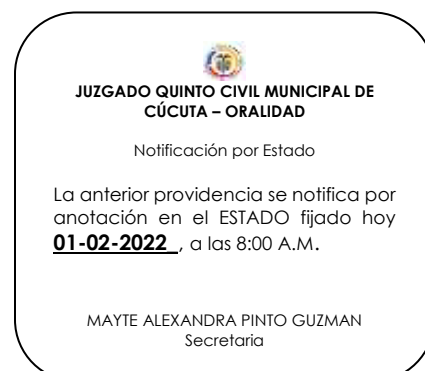 JUZGADO QUINTO CIVIL MUNICIPAL DE
CÚCUTA – ORALIDAD
Notificación por Estado
La anterior providencia se notifica por
anotación en el ESTADO fijado hoy
01-02-2022 , a las 8:00 A.M.
MAYTE ALEXANDRA PINTO GUZMAN
Secretaria